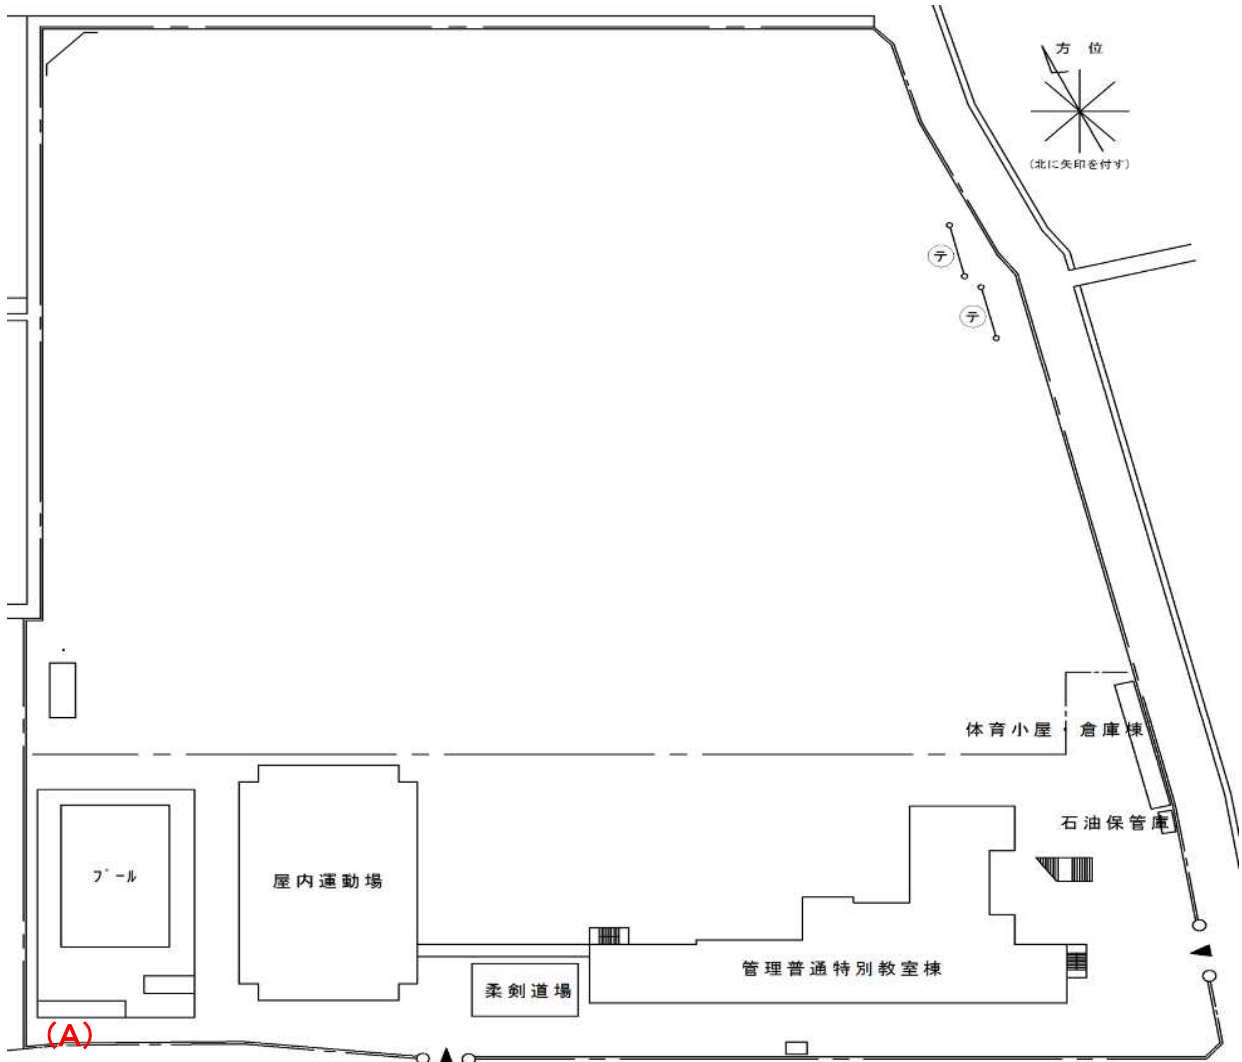 方 位
(北に矢印を付す)
テ
テ
体育小屋・倉庫棟
石油保管庫
プール
屋内運動場
管理普通特別教室棟
柔剣道場
(A)